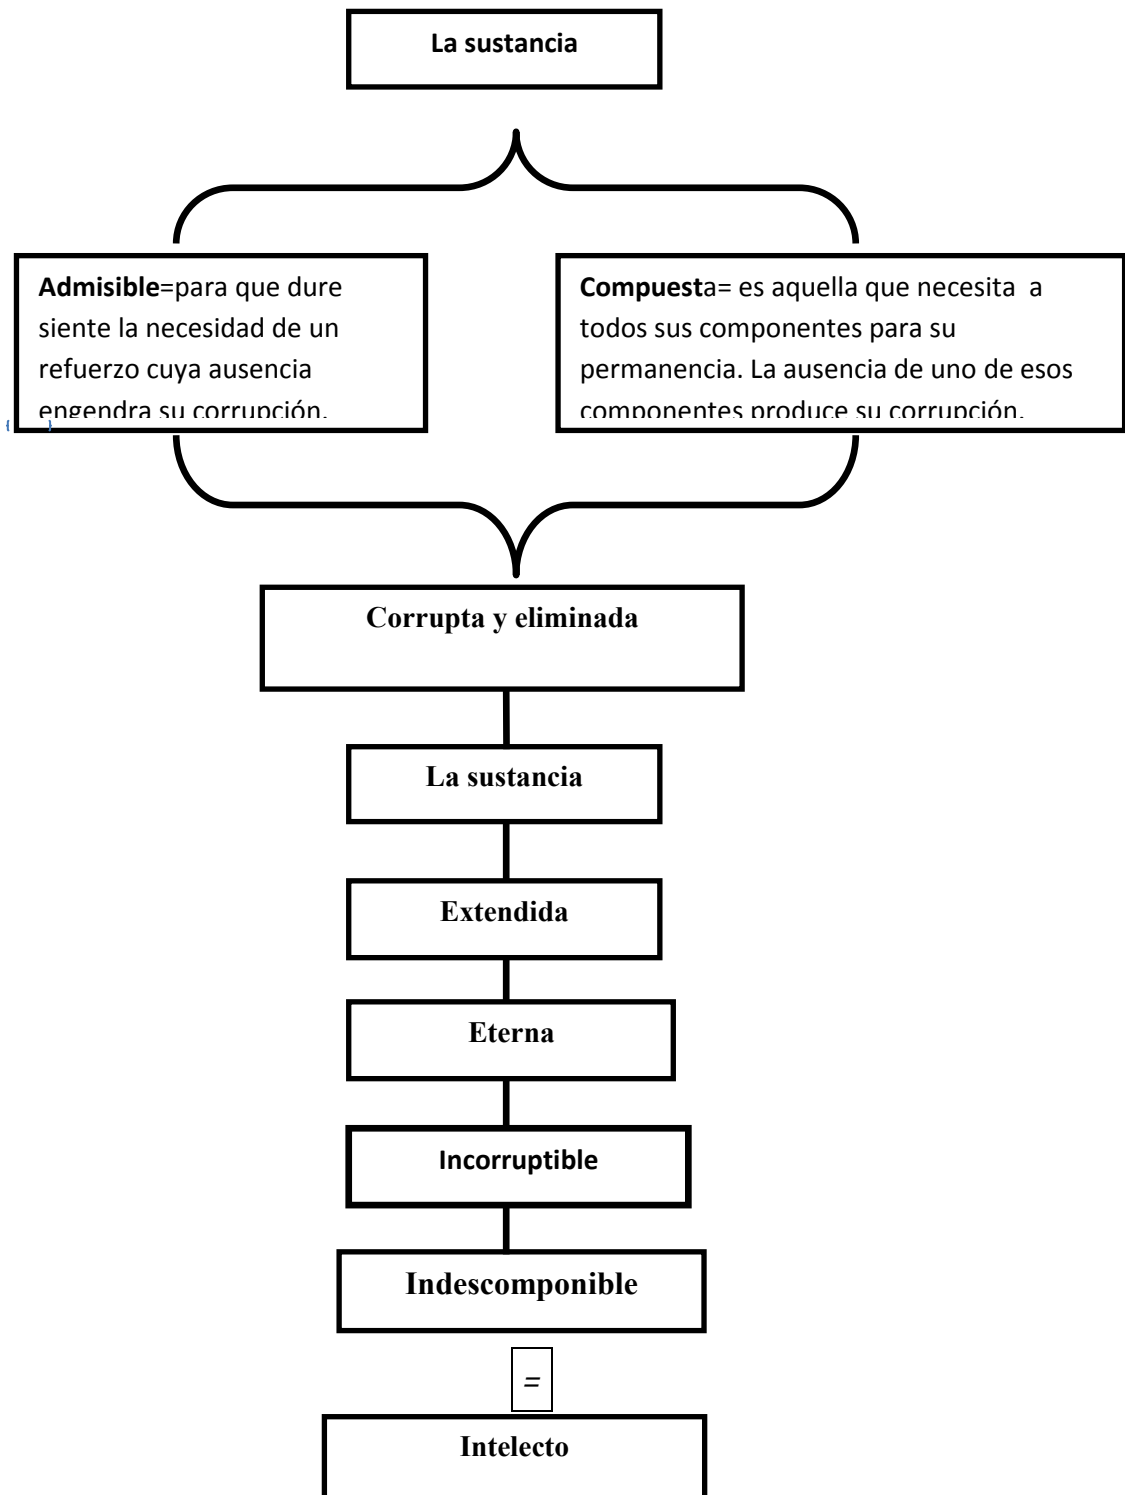 La sustancia
Admisible=para que dure
siente la necesidad de un
refuerzo cuya ausencia
engendra su corrupción.
Compuesta= es aquella que necesita a
todos sus componentes para su
permanencia. La ausencia de uno de esos
componentes produce su corrupción.
{ }
Corrupta y eliminada
La sustancia
Extendida
Eterna
Incorruptible
Indescomponible
=
Intelecto